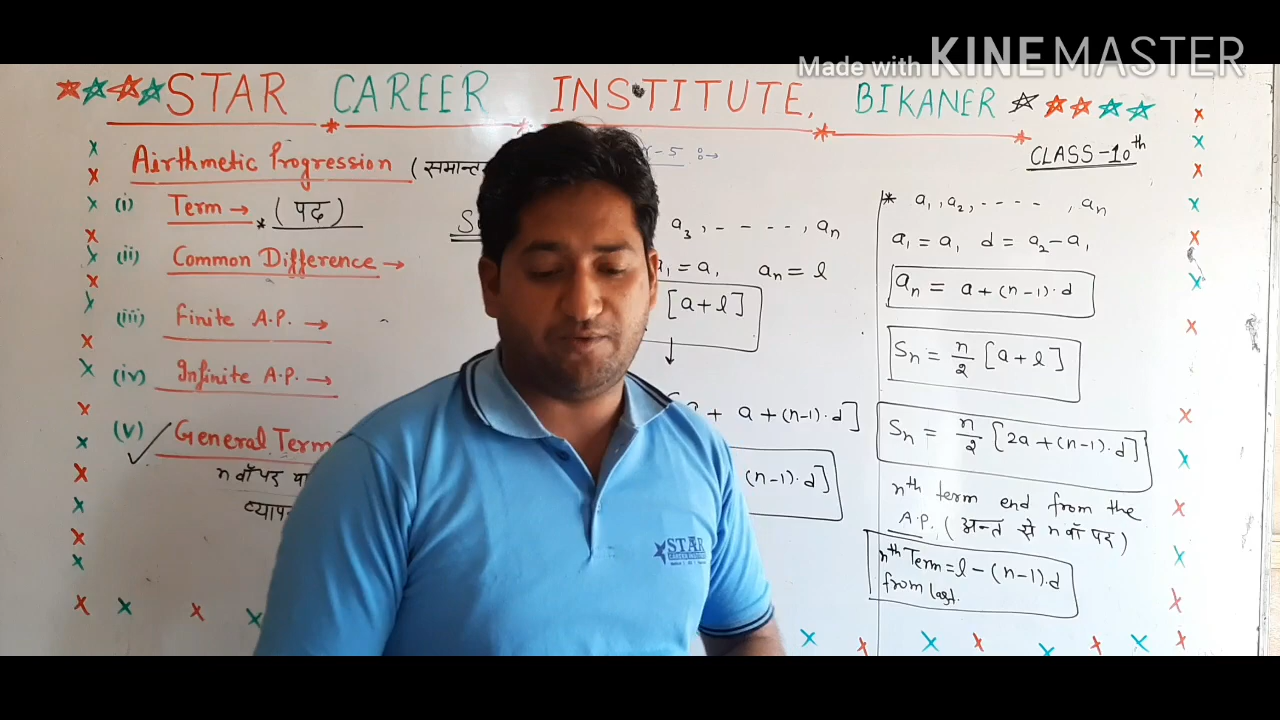 Made with KINEMASTER
STAR CAREER INSTITUTE, BIKANER
Airthmetic Progression (समान्त
-5 :→
CLASS-10th
(i) Term → * (पद)
(ii) Common Difference →
(iii) Finite A.P. →
(iv) Infinite A.P. →
(v) General Term
n वाँ पद
व्याप
a3, - - - -, an
a1 = a, an = l
[a+l]
a + (n-1)·d]
(n-1)·d]
* a1, a2, - - - -, an
a1 = a, d = a2-a1
an = a+(n-1)·d
Sn = n/2 [a+l]
Sn = n/2 [2a+(n-1)·d]
nth term end from the
A.P. (अन्त से n वाँ पद)
nth Term = l - (n-1)·d
from last.
STAR